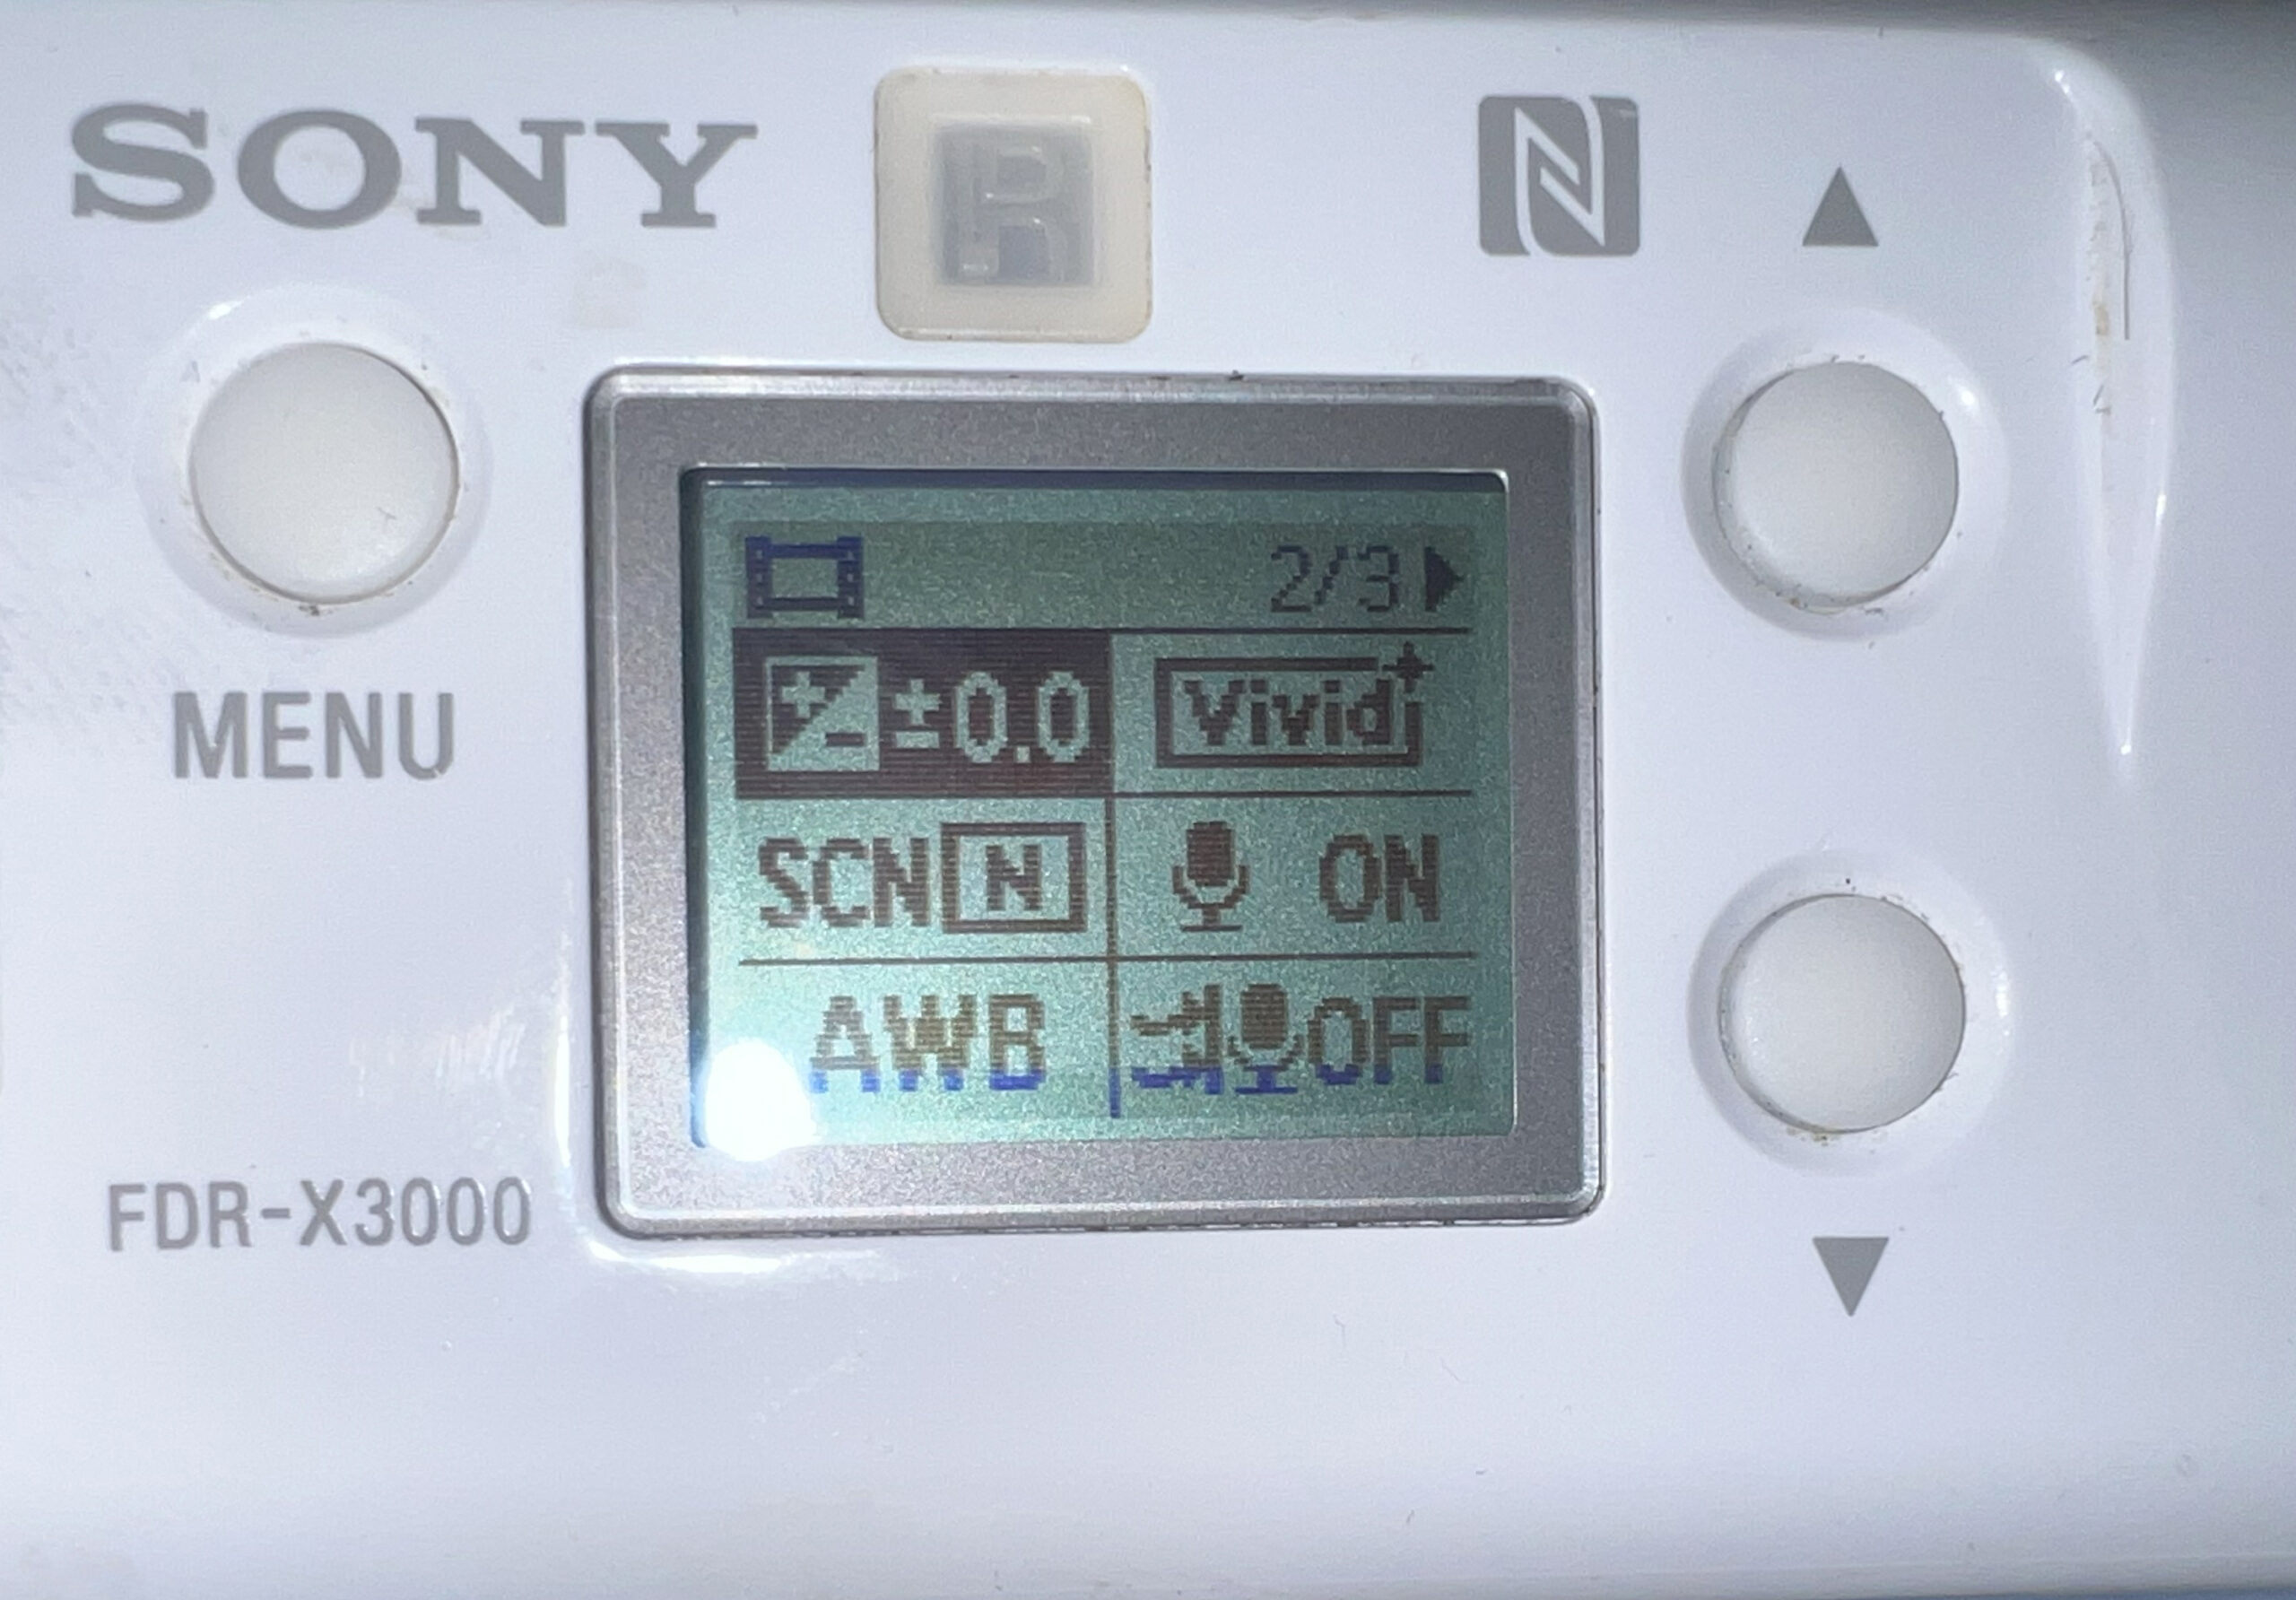 SONY
N
MENU
2/3
±0.0 Vivid+
SCN N ON
AWB OFF
FDR-X3000